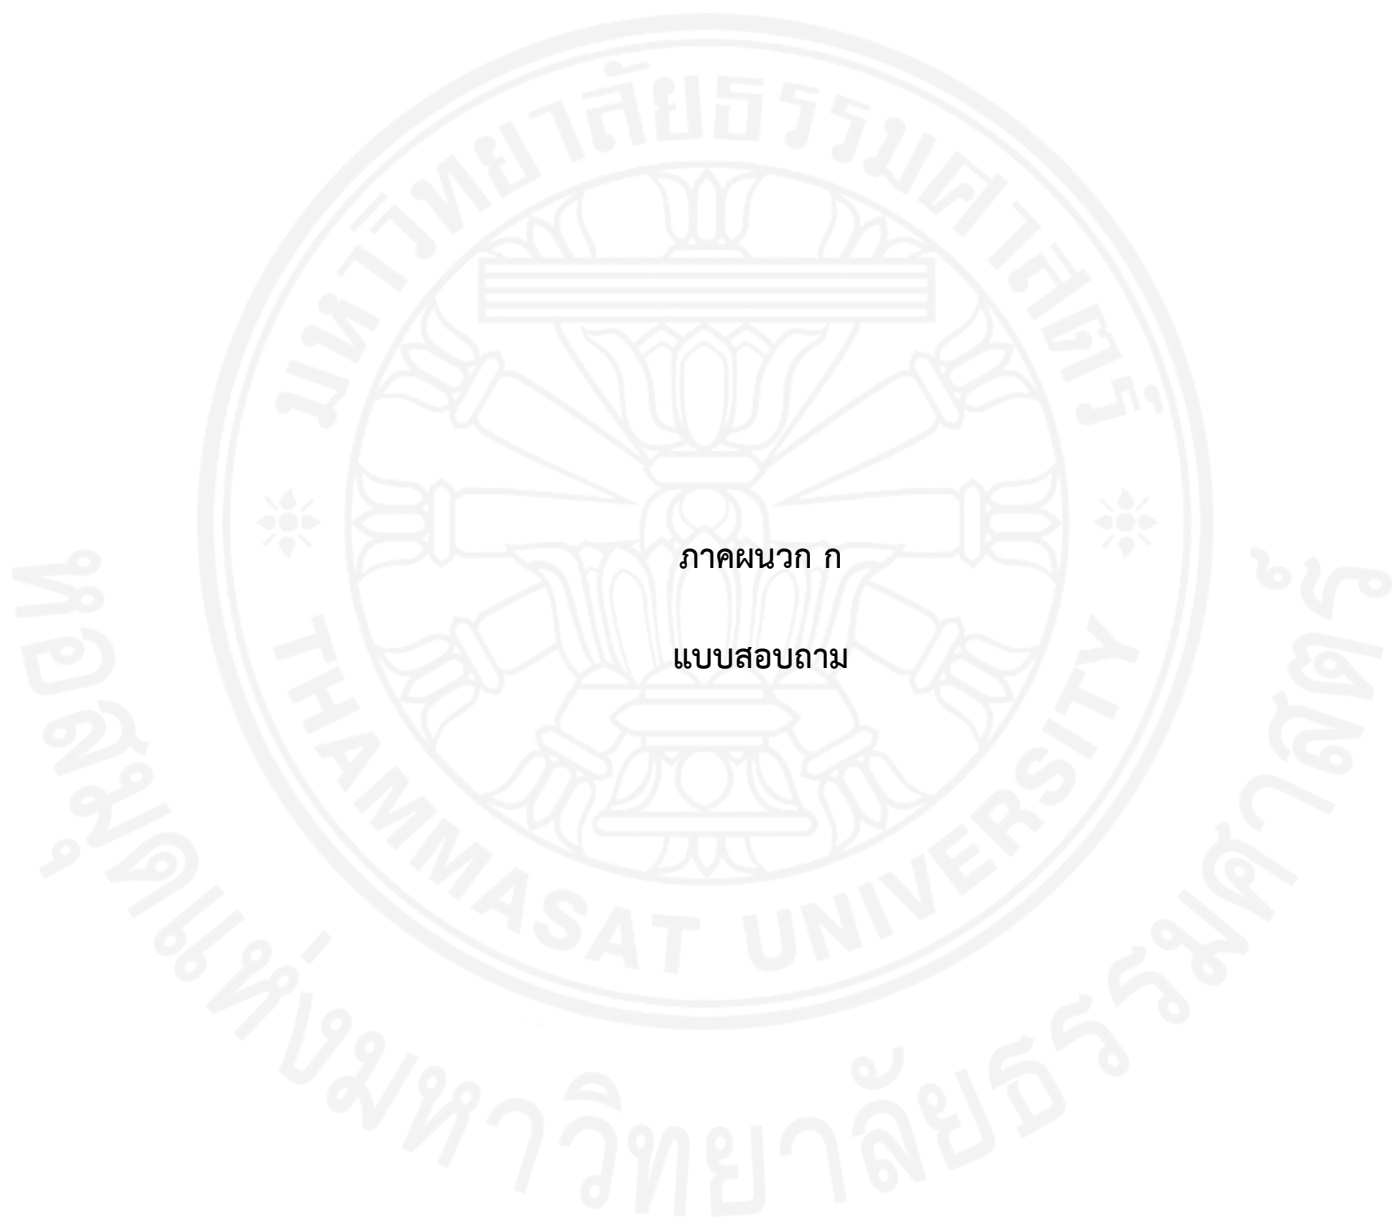 มหาวิทยาลัยธรรมศาสตร์
ภาคผนวก ก
แบบสอบถาม
THAMMASAT UNIVERSITY
หอสมุดแห่งมหาวิทยาลัยธรรมศาสตร์